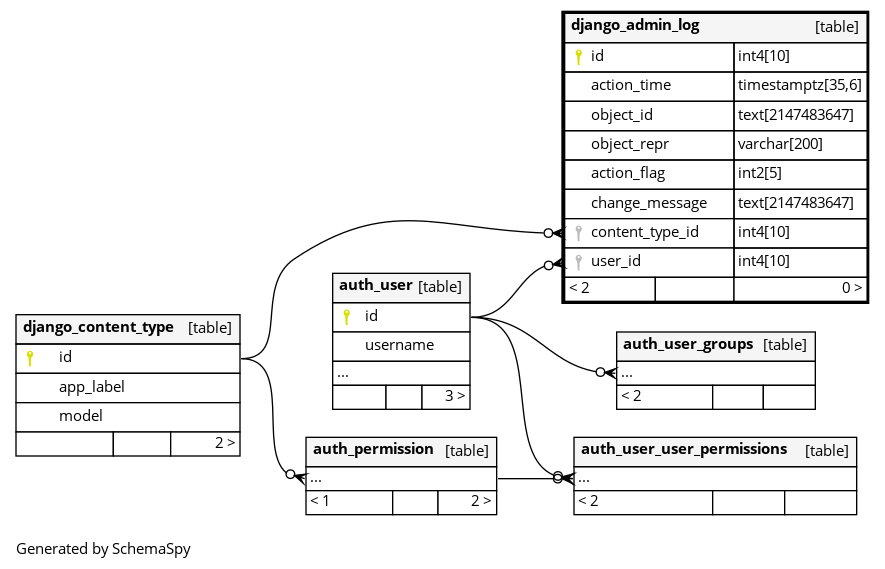 django_admin_log [table]
id int4[10]
action_time timestamptz[35,6]
object_id text[2147483647]
object_repr varchar[200]
action_flag int2[5]
change_message text[2147483647]
content_type_id int4[10]
user_id int4[10]
< 2 0 >
auth_user [table]
id
username
...
3 >
django_content_type [table]
id
app_label
model
2 >
auth_user_groups [table]
...
< 2
auth_permission [table]
...
< 1 2 >
auth_user_user_permissions [table]
...
< 2
Generated by SchemaSpy